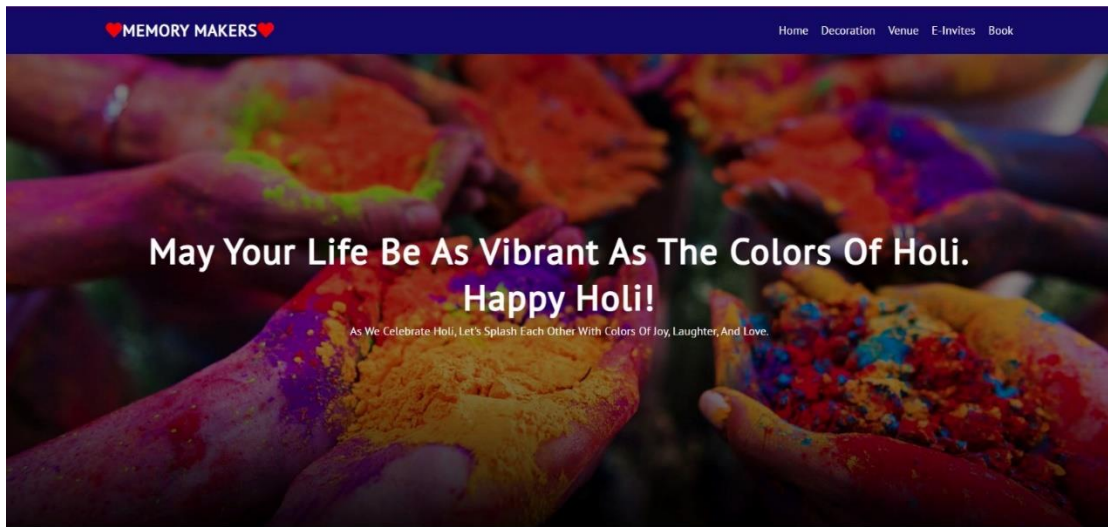 ❤MEMORY MAKERS❤
Home Decoration Venue E-Invites Book
May Your Life Be As Vibrant As The Colors Of Holi.
Happy Holi!
As We Celebrate Holi, Let's Splash Each Other With Colors Of Joy, Laughter, And Love.